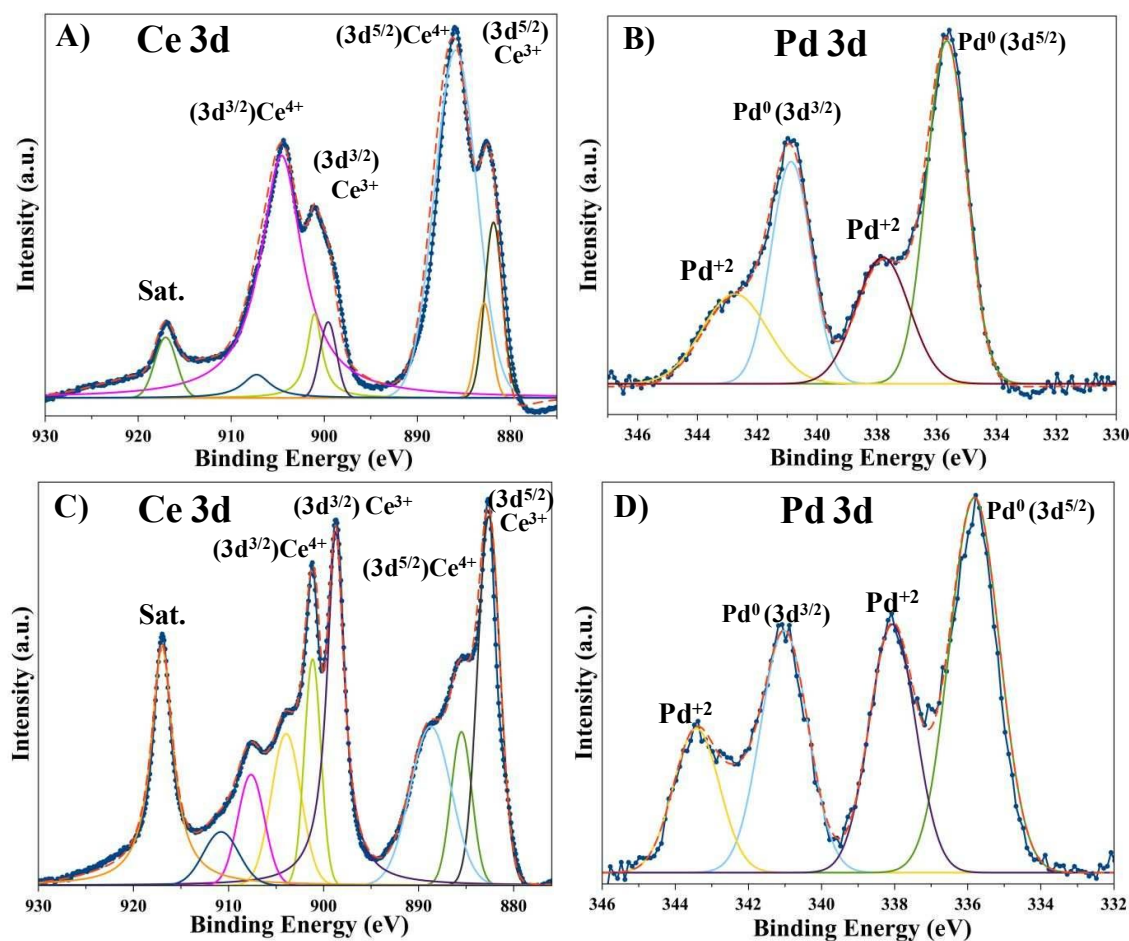 A) Ce 3d
(3d⁵/²)Ce⁴⁺
(3d⁵/²)
Ce³⁺
(3d³/²)Ce⁴⁺
(3d³/²)
Ce³⁺
Sat.
Intensity (a.u.)
930 920 910 900 890 880
Binding Energy (eV)
B) Pd 3d
Pd⁰ (3d⁵/²)
Pd⁰ (3d³/²)
Pd⁺²
Pd⁺²
Intensity (a.u.)
346 344 342 340 338 336 334 332 330
Binding Energy (eV)
C) Ce 3d
(3d³/²) Ce³⁺
(3d⁵/²)
Ce³⁺
(3d³/²)Ce⁴⁺
(3d⁵/²)Ce⁴⁺
Sat.
Intensity (a.u.)
930 920 910 900 890 880
Binding Energy (eV)
D) Pd 3d
Pd⁰ (3d⁵/²)
Pd⁰ (3d³/²)
Pd⁺²
Pd⁺²
Intensity (a.u.)
346 344 342 340 338 336 334 332
Binding Energy (eV)